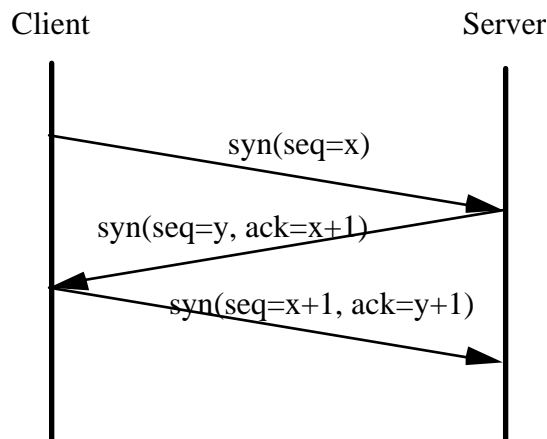 Client
Server
syn(seq=x)
syn(seq=y, ack=x+1)
syn(seq=x+1, ack=y+1)